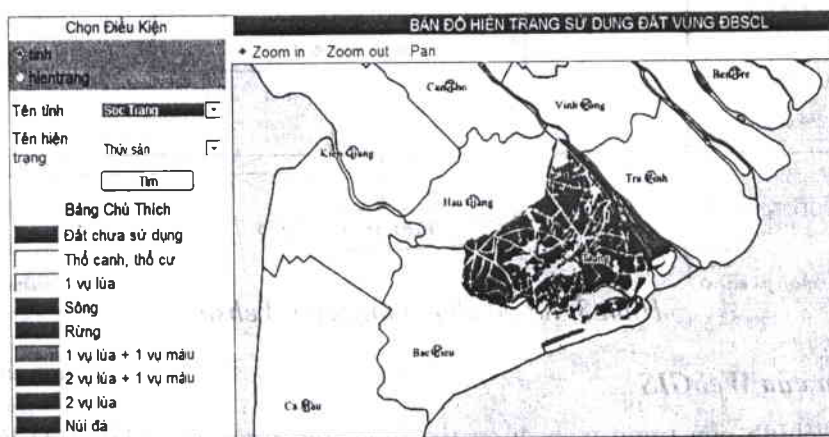 Chọn Điều Kiện
BẢN ĐỒ HIỆN TRẠNG SỬ DỤNG ĐẤT VÙNG ĐBSCL
tinh
hientrang
Zoom in Zoom out Pan
Tên tỉnh Soc Trang
Tên hiện trạng Thủy sản
Tìm
Bảng Chú Thích
Đất chưa sử dụng
Thổ canh, thổ cư
1 vụ lúa
Sông
Rừng
1 vụ lúa + 1 vụ màu
2 vụ lúa + 1 vụ màu
2 vụ lúa
Núi đá
Ben Tre
Can Tho
Vinh Long
Kien Giang
Tra Vinh
Hau Giang
Bac Lieu
Ca Mau